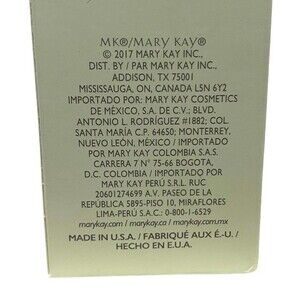 MK®/MARY KAY®
© 2017 MARY KAY INC.,
DIST. BY / PAR MARY KAY INC.,
ADDISON, TX 75001
MISSISSAUGA, ON, CANADA L5N 6Y2
IMPORTADO POR: MARY KAY COSMETICS
DE MÉXICO, S.A. DE C.V.; BLVD.
ANTONIO L. RODRÍGUEZ #1882; COL.
SANTA MARÍA C.P. 64650; MONTERREY,
NUEVO LEÓN, MÉXICO / IMPORTADO
POR MARY KAY COLOMBIA S.A.S.
CARRERA 7 N° 75-66 BOGOTA,
D.C. COLOMBIA / IMPORTADO POR
MARY KAY PERÚ S.R.L. RUC
20601274699 A.V. PASEO DE LA
REPÚBLICA 5895-PISO 10, MIRAFLORES
LIMA-PERÚ S.A.C.: 0-800-1-6529
marykay.com / marykay.ca / marykay.com.mx
MADE IN U.S.A. / FABRIQUÉ AUX É.-U. /
HECHO EN E.U.A.